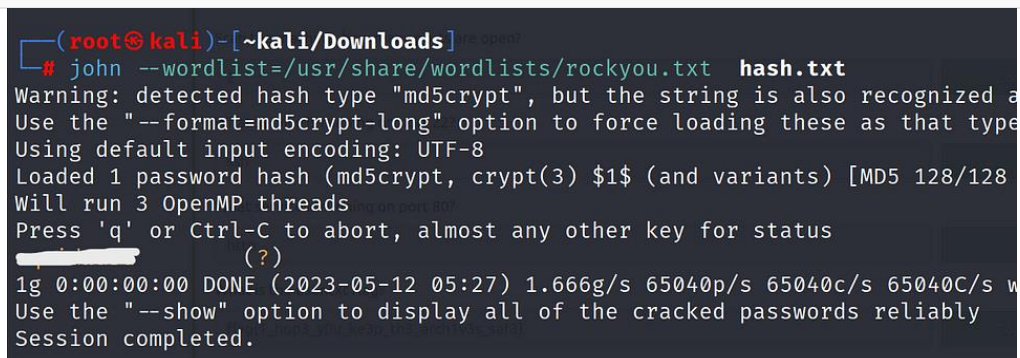 (root㉿kali)-[~kali/Downloads]
# john --wordlist=/usr/share/wordlists/rockyou.txt hash.txt
Warning: detected hash type "md5crypt", but the string is also recognized a
Use the "--format=md5crypt-long" option to force loading these as that type
Using default input encoding: UTF-8
Loaded 1 password hash (md5crypt, crypt(3) $1$ (and variants) [MD5 128/128
Will run 3 OpenMP threads
Press 'q' or Ctrl-C to abort, almost any other key for status
(?)
1g 0:00:00:00 DONE (2023-05-12 05:27) 1.666g/s 65040p/s 65040c/s 65040C/s w
Use the "--show" option to display all of the cracked passwords reliably
Session completed.